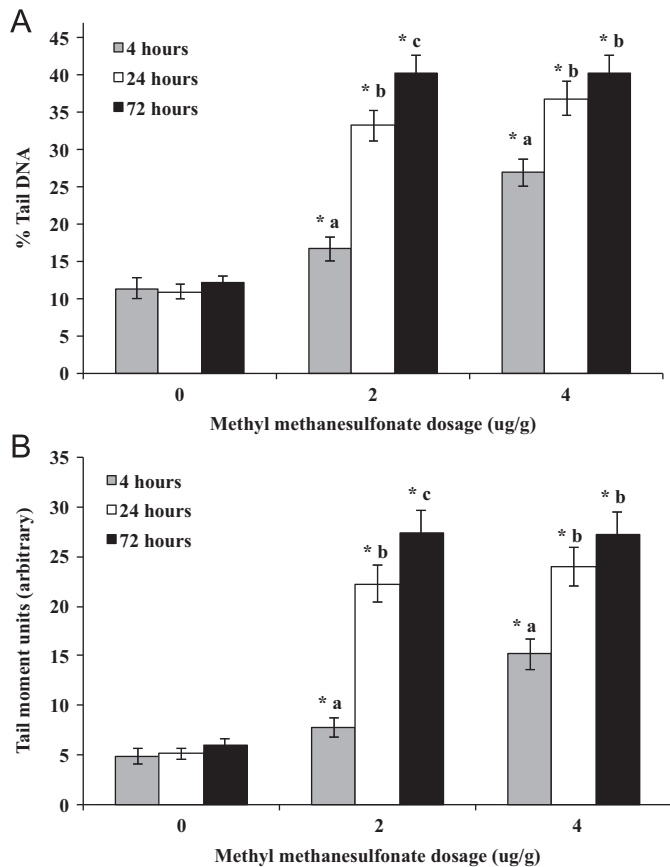 A
4 hours
24 hours
72 hours
* a
* b
* c
* a
* b
* b
45
40
35
30
25
20
15
10
5
0
% Tail DNA
0 2 4
Methyl methanesulfonate dosage (ug/g)
B
4 hours
24 hours
72 hours
* a
* b
* c
* a
* b
* b
35
30
25
20
15
10
5
0
Tail moment units (arbitrary)
0 2 4
Methyl methanesulfonate dosage (ug/g)